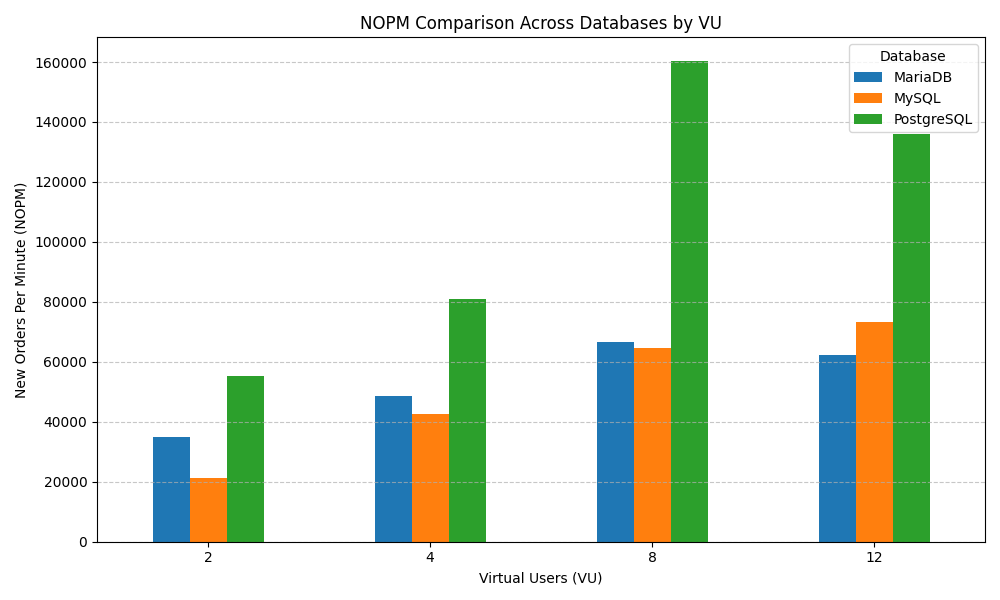 NOPM Comparison Across Databases by VU
New Orders Per Minute (NOPM)
160000
140000
120000
100000
80000
60000
40000
20000
0
Database
MariaDB
MySQL
PostgreSQL
2
4
8
12
Virtual Users (VU)